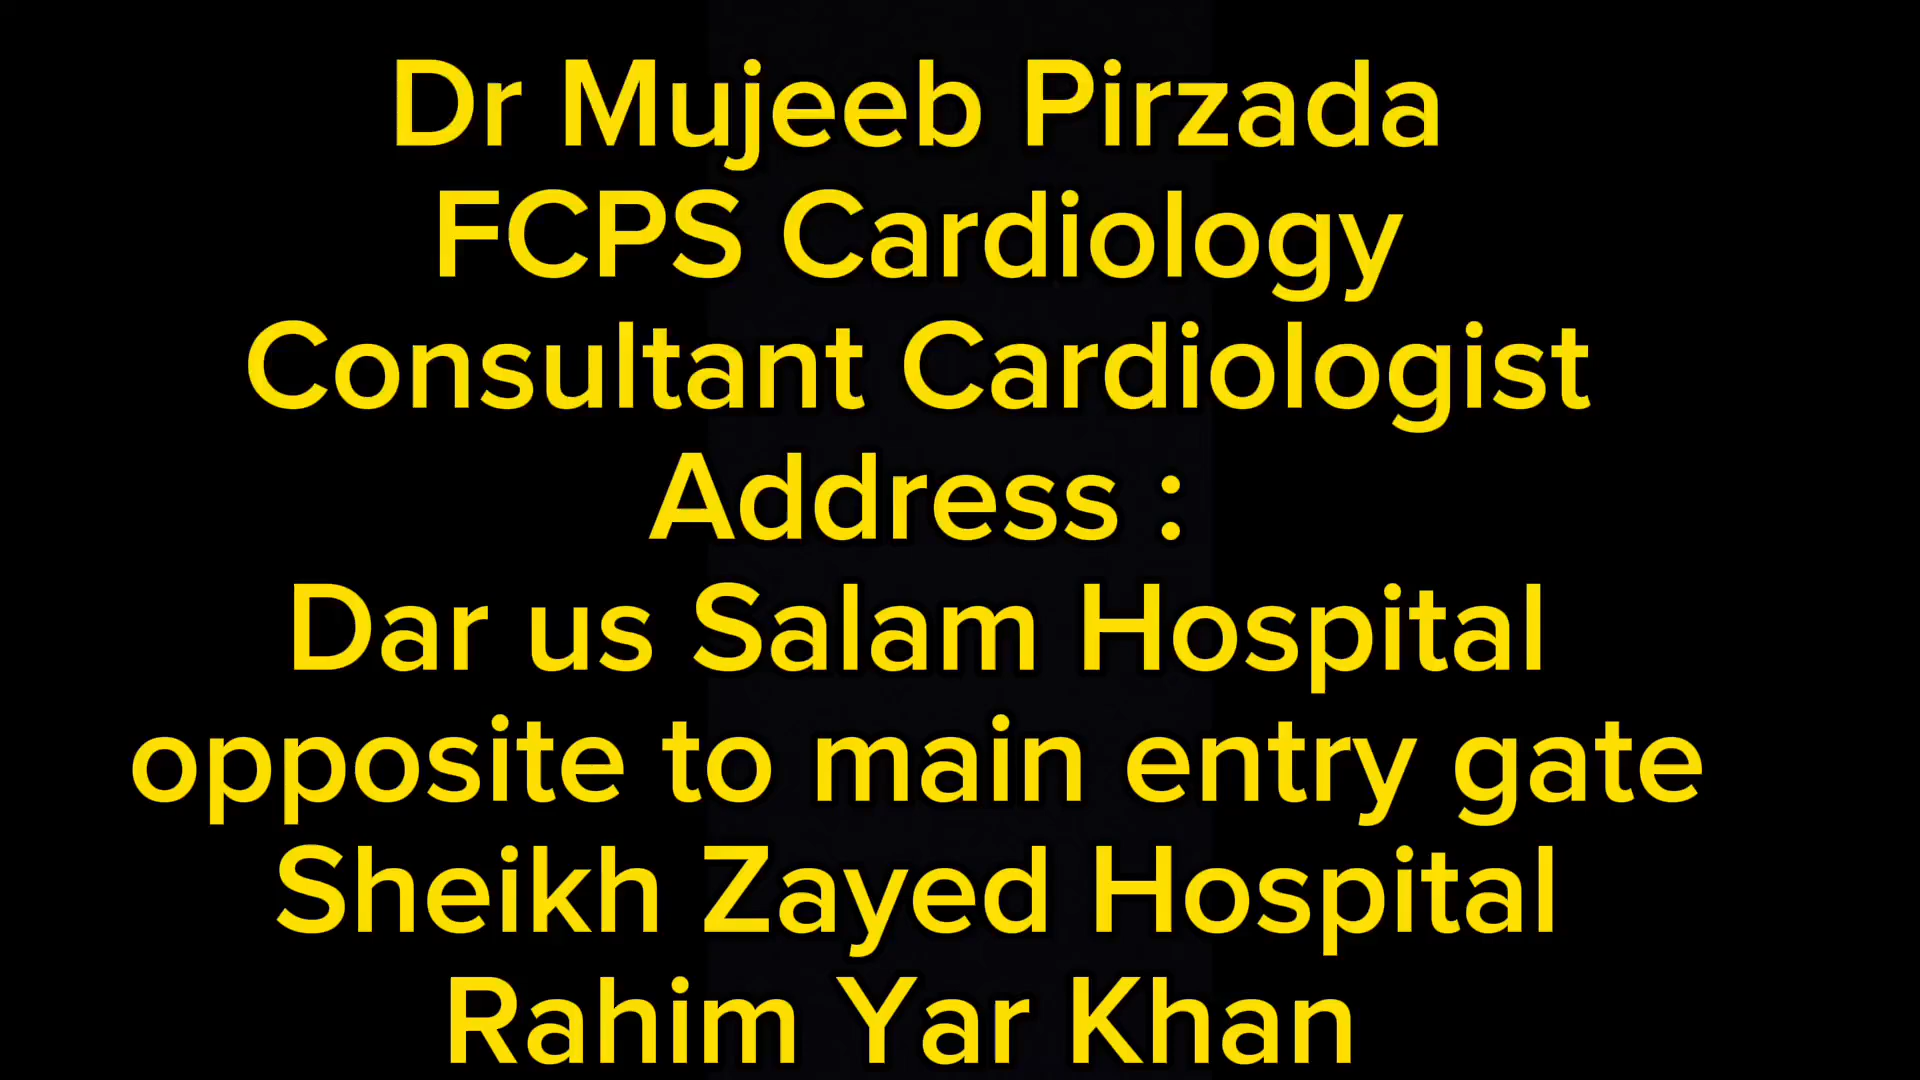 Dr Mujeeb Pirzada
FCPS Cardiology
Consultant Cardiologist
Address :
Dar us Salam Hospital
opposite to main entry gate
Sheikh Zayed Hospital
Rahim Yar Khan